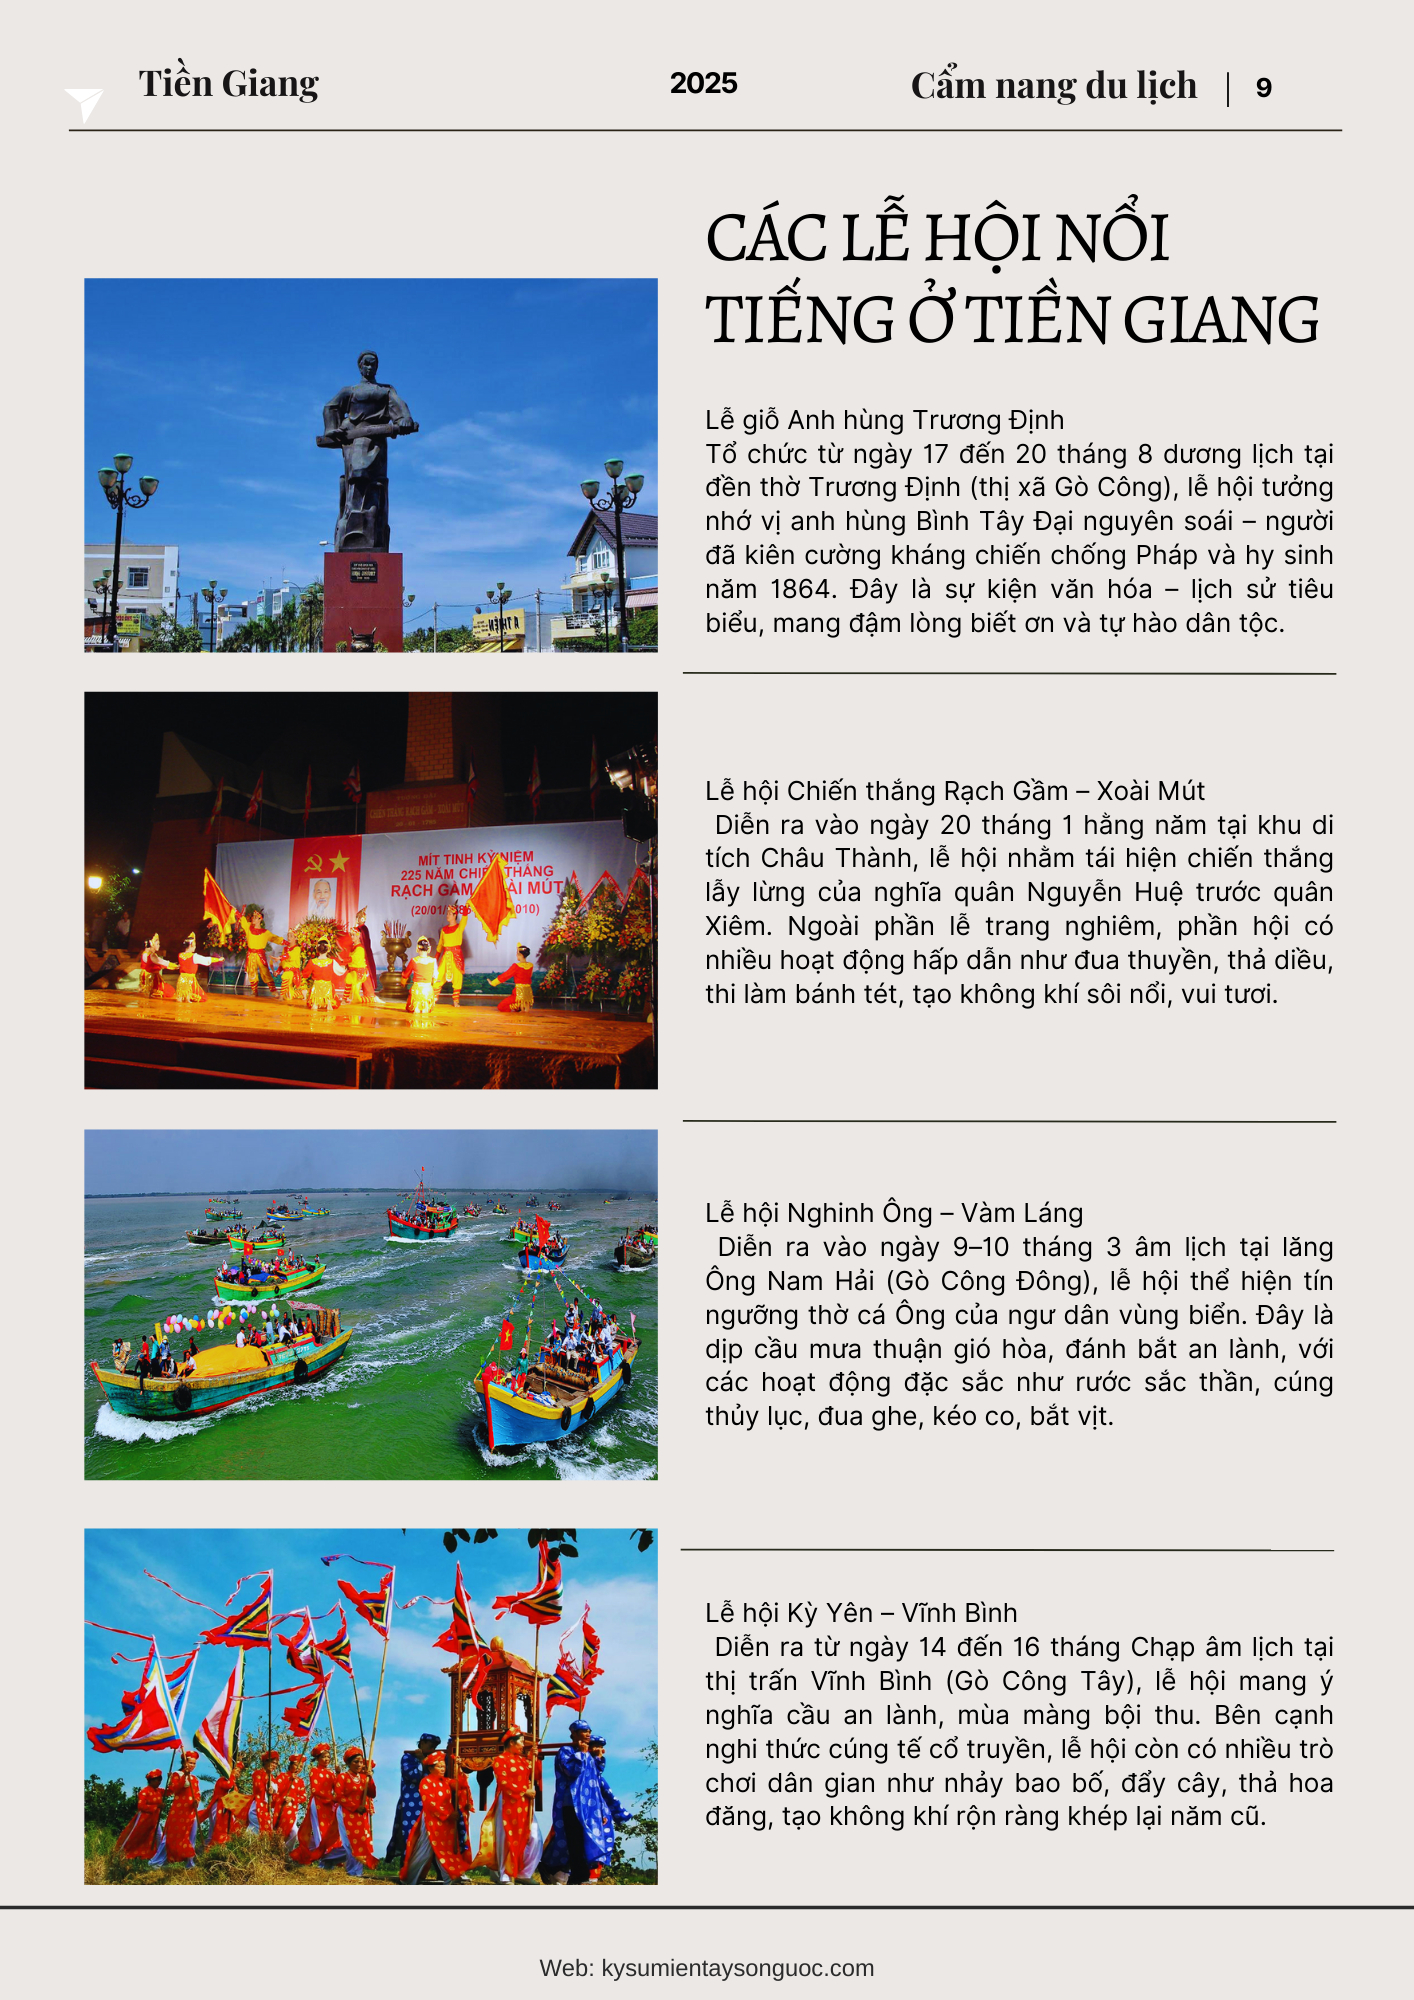 Tiền Giang
2025
Cẩm nang du lịch | 9
CÁC LỄ HỘI NỔI
TIẾNG Ở TIỀN GIANG
Lễ giỗ Anh hùng Trương Định
Tổ chức từ ngày 17 đến 20 tháng 8 dương lịch tại
đền thờ Trương Định (thị xã Gò Công), lễ hội tưởng
nhớ vị anh hùng Bình Tây Đại nguyên soái – người
đã kiên cường kháng chiến chống Pháp và hy sinh
năm 1864. Đây là sự kiện văn hóa – lịch sử tiêu
biểu, mang đậm lòng biết ơn và tự hào dân tộc.
CHIẾN THẮNG RẠCH GẦM - XOÀI MÚT
MÍT TINH KỶ NIỆM
225 NĂM CHIẾN THẮNG
RẠCH GẦM
(20/01/
010)
Lễ hội Chiến thắng Rạch Gầm – Xoài Mút
Diễn ra vào ngày 20 tháng 1 hằng năm tại khu di
tích Châu Thành, lễ hội nhằm tái hiện chiến thắng
lẫy lừng của nghĩa quân Nguyễn Huệ trước quân
Xiêm. Ngoài phần lễ trang nghiêm, phần hội có
nhiều hoạt động hấp dẫn như đua thuyền, thả diều,
thi làm bánh tét, tạo không khí sôi nổi, vui tươi.
Lễ hội Nghinh Ông – Vàm Láng
Diễn ra vào ngày 9–10 tháng 3 âm lịch tại lăng
Ông Nam Hải (Gò Công Đông), lễ hội thể hiện tín
ngưỡng thờ cá Ông của ngư dân vùng biển. Đây là
dịp cầu mưa thuận gió hòa, đánh bắt an lành, với
các hoạt động đặc sắc như rước sắc thần, cúng
thủy lục, đua ghe, kéo co, bắt vịt.
Lễ hội Kỳ Yên – Vĩnh Bình
Diễn ra từ ngày 14 đến 16 tháng Chạp âm lịch tại
thị trấn Vĩnh Bình (Gò Công Tây), lễ hội mang ý
nghĩa cầu an lành, mùa màng bội thu. Bên cạnh
nghi thức cúng tế cổ truyền, lễ hội còn có nhiều trò
chơi dân gian như nhảy bao bố, đẩy cây, thả hoa
đăng, tạo không khí rộn ràng khép lại năm cũ.
Web: kysumientaysonguoc.com